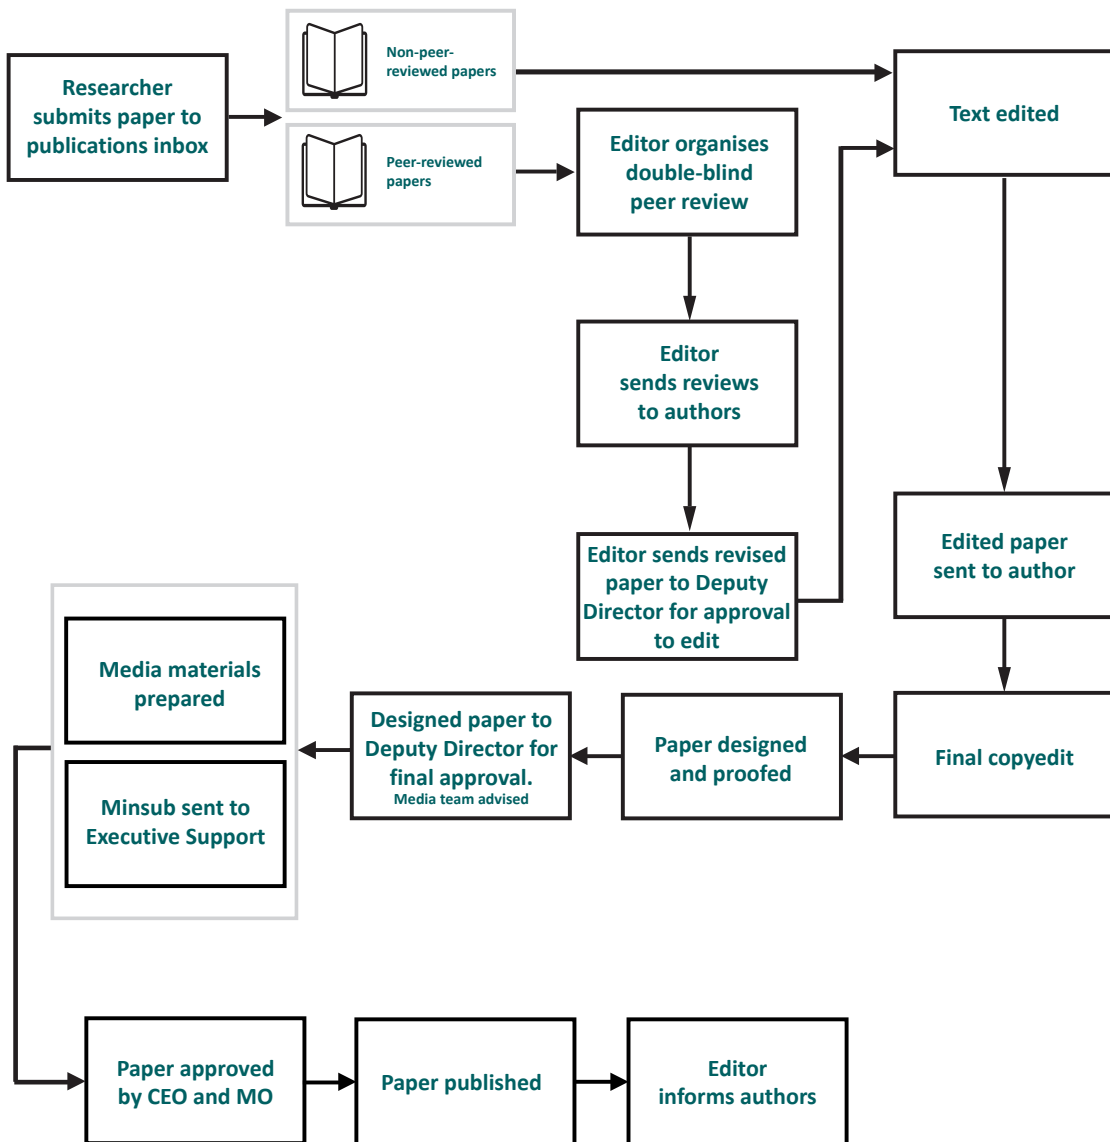 Researcher
submits paper to
publications inbox
Non-peer-
reviewed papers
Peer-reviewed
papers
Editor organises
double-blind
peer review
Text edited
Editor
sends reviews
to authors
Editor sends revised
paper to Deputy
Director for approval
to edit
Edited paper
sent to author
Final copyedit
Paper designed
and proofed
Designed paper to
Deputy Director for
final approval.
Media team advised
Media materials
prepared
Minsub sent to
Executive Support
Paper approved
by CEO and MO
Paper published
Editor
informs authors